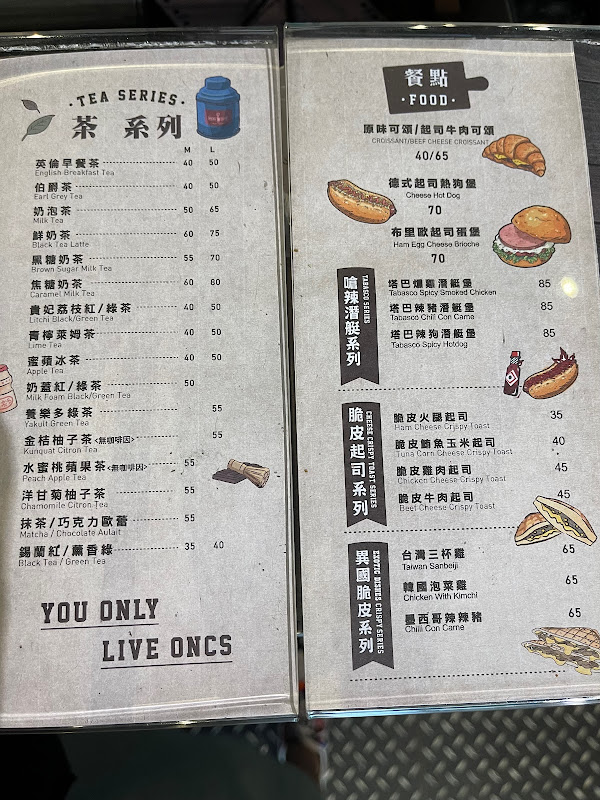 TEA SERIES
茶 系列
M L
英倫早餐茶 40 50
English Breakfast Tea
伯爵茶 40 50
Earl Grey Tea
奶泡茶 50 65
Milk Tea
鮮奶茶 60 75
Black Tea Latte
黑糖奶茶 55 70
Brown Sugar Milk Tea
焦糖奶茶 60 80
Caramel Milk Tea
貴妃荔枝紅/綠茶 40 50
Litchi Black/Green Tea
青檸萊姆茶 40 50
Lime Tea
蜜蘋冰茶 40 50
Apple Tea
奶蓋紅/綠茶 50
Milk Foam Black/Green Tea
養樂多綠茶 55
Yakult Green Tea
金桔柚子茶<無咖啡因> 55
Kunquat Citron Tea
水蜜桃蘋果茶<無咖啡因> 55
Peach Apple Tea
洋甘菊柚子茶 55
Chamomile Citron Tea
抹茶/巧克力歐蕾 55
Matcha / Chocolate Aulait
錫蘭紅/薰香綠 35 40
Black Tea / Green Tea
YOU ONLY
LIVE ONCS
餐點
FOOD
原味可頌/起司牛肉可頌
CROISSANT/BEEF CHEESE CROISSANT
40/65
德式起司熱狗堡
Cheese Hot Dog
70
布里歐起司蛋堡
Ham Egg Cheese Brioche
70
嗆辣潛艇系列
TABASCO SERIES
塔巴燻雞潛艇堡 85
Tabasco Spicy Smoked Chicken
塔巴辣豬潛艇堡 85
Tabasco Chili Con Carne
塔巴辣狗潛艇堡 85
Tabasco Spicy Hotdog
脆皮起司系列
CHEESE CRISPY TOAST SERIES
脆皮火腿起司 35
Ham Cheese Crispy Toast
脆皮鮪魚玉米起司 40
Tuna Corn Cheese Crispy Toast
脆皮雞肉起司 45
Chicken Cheese Crispy Toast
脆皮牛肉起司 45
Beef Cheese Crispy Toast
異國脆皮系列
EXOTIC DISHES CRISPY SERIES
台灣三杯雞 65
Taiwan Sanbeiji
韓國泡菜雞 65
Chicken With Kimchi
墨西哥辣辣豬 65
Chili Con Carne